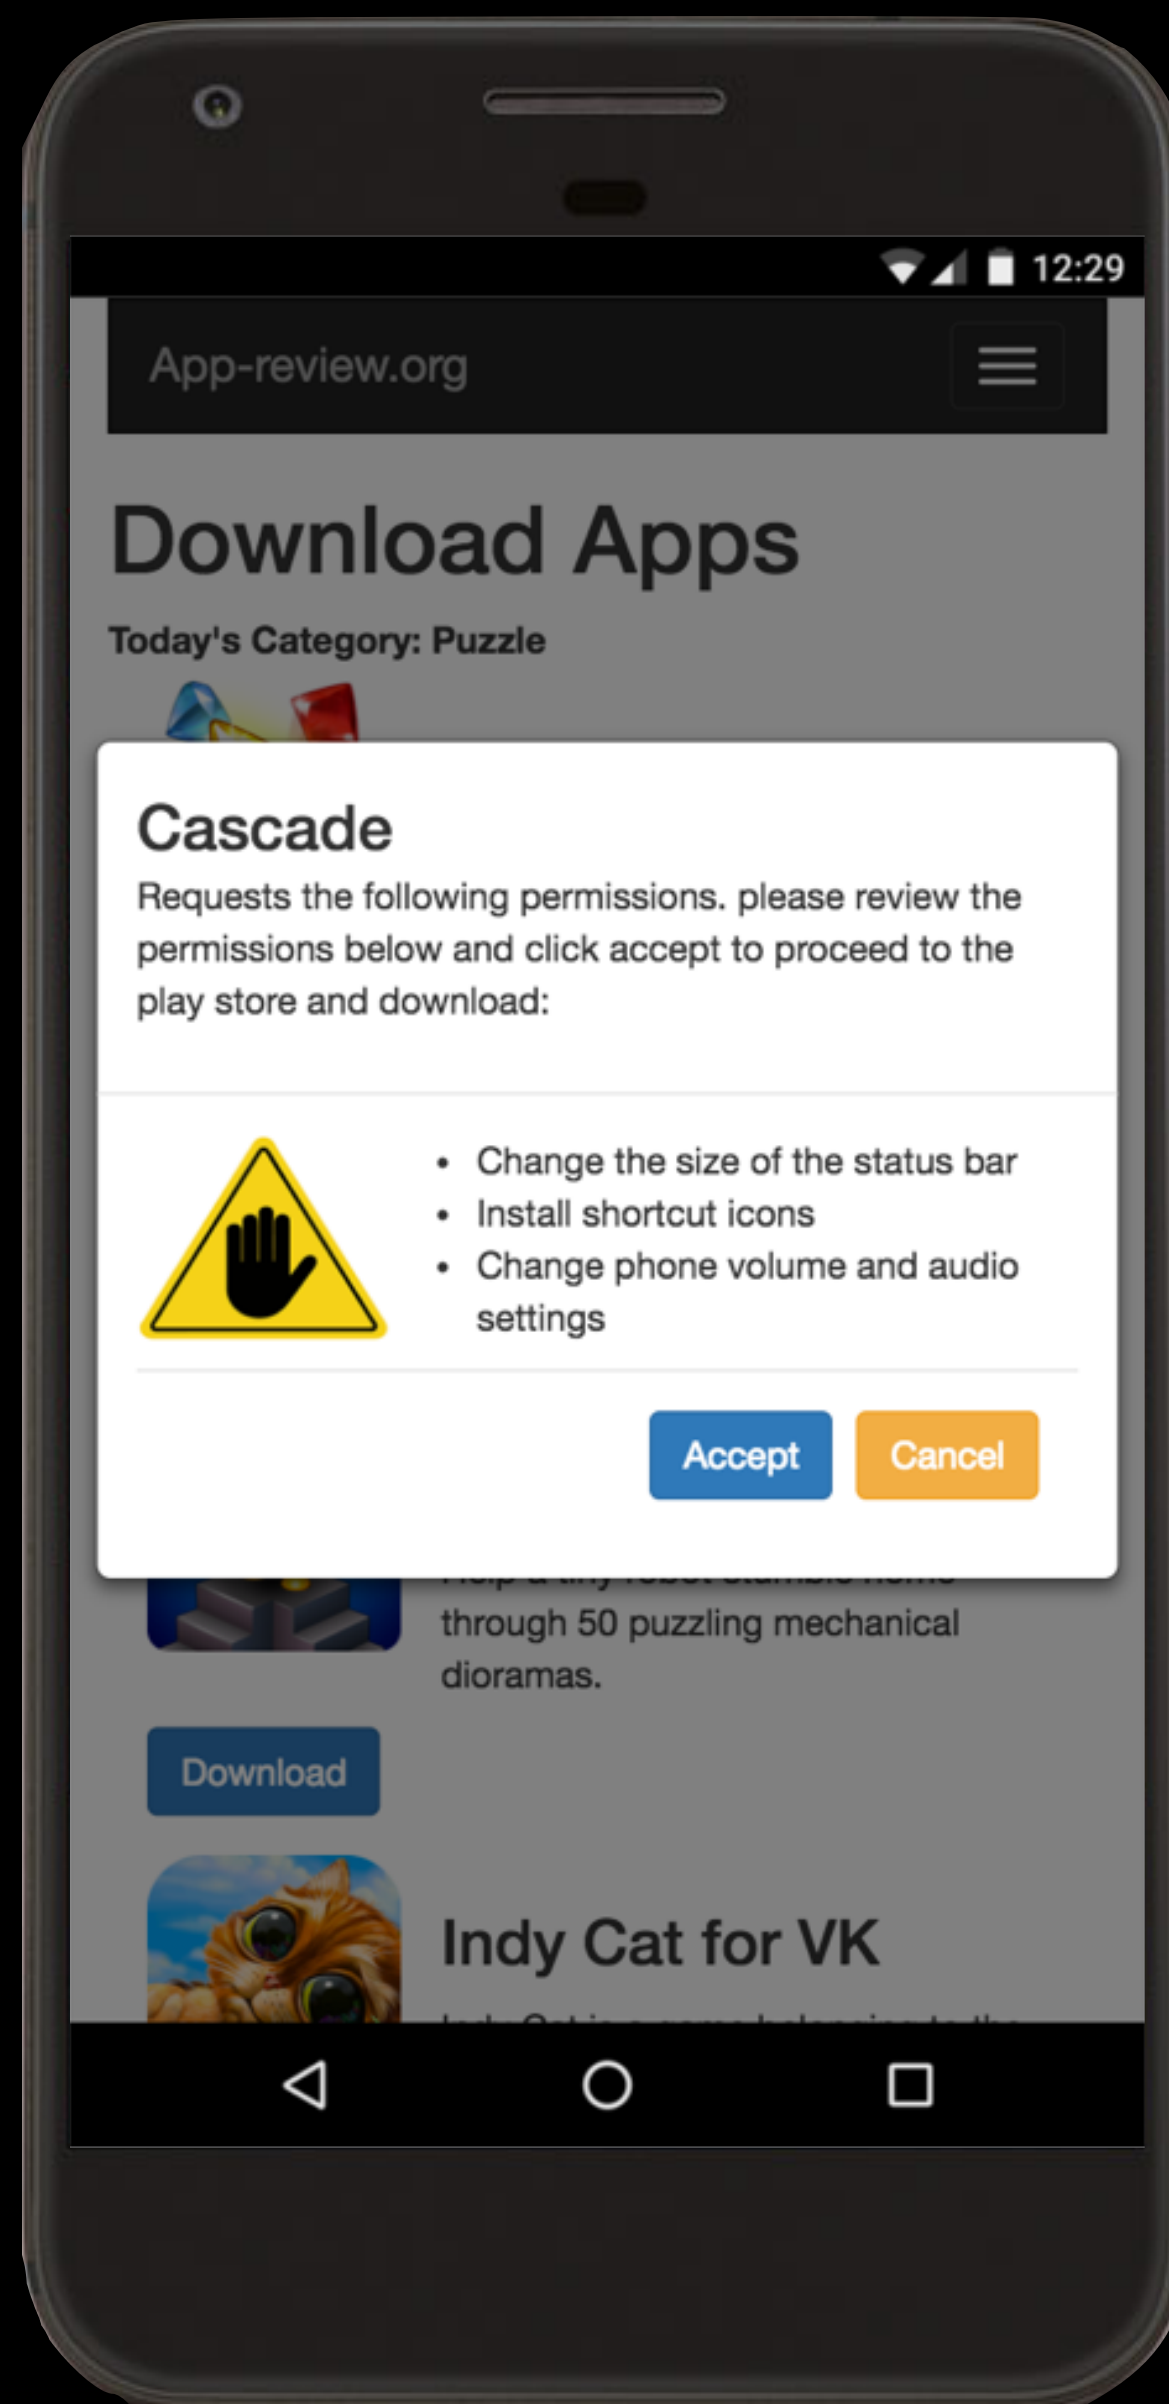 12:29
App-review.org
Download Apps
Today's Category: Puzzle
Cascade
Requests the following permissions. please review the
permissions below and click accept to proceed to the
play store and download:
• Change the size of the status bar
• Install shortcut icons
• Change phone volume and audio
settings
Accept
Cancel
through 50 puzzling mechanical
dioramas.
Download
Indy Cat for VK